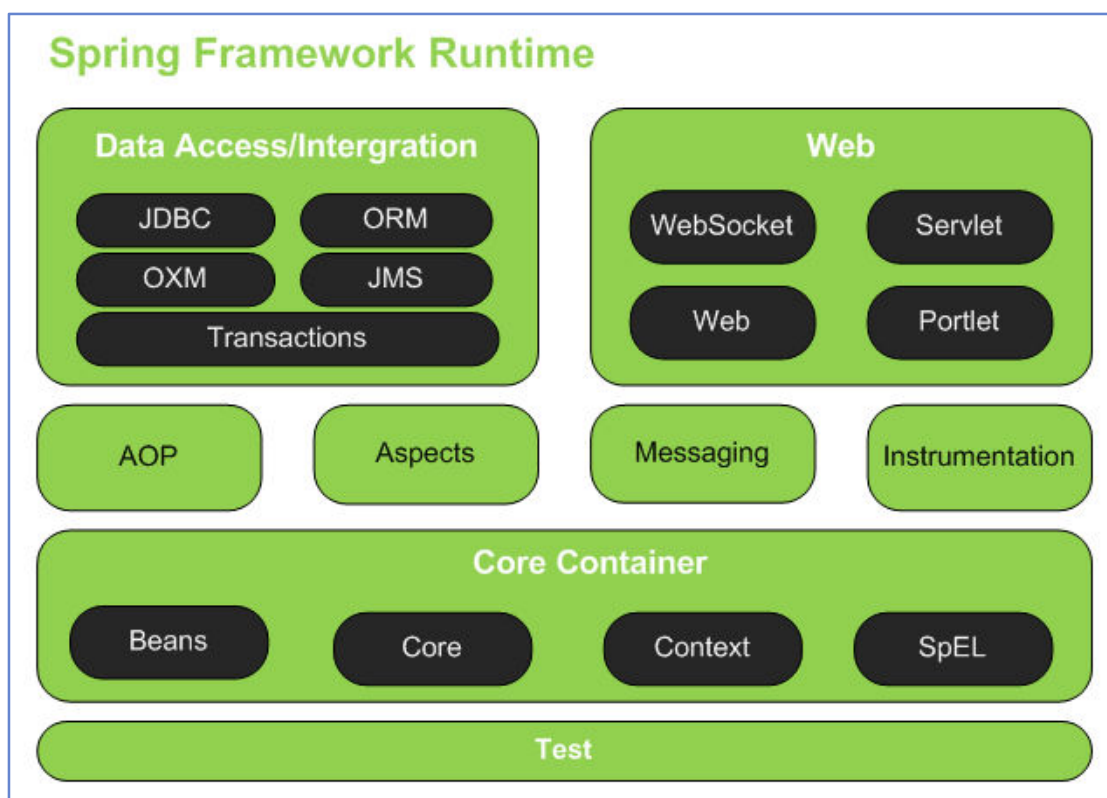 Spring Framework Runtime
Data Access/Intergration
JDBC
ORM
OXM
JMS
Transactions
Web
WebSocket
Servlet
Web
Portlet
AOP
Aspects
Messaging
Instrumentation
Core Container
Beans
Core
Context
SpEL
Test